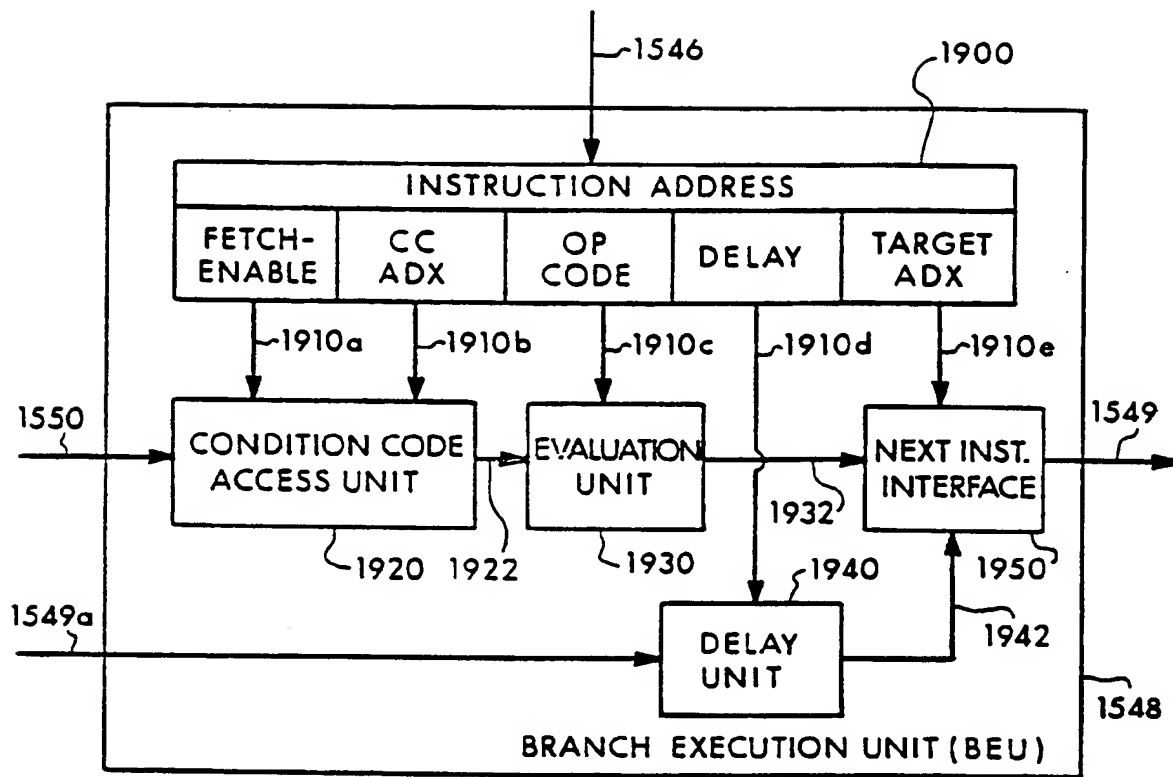 1546
1900
INSTRUCTION ADDRESS
FETCH-
ENABLE
CC
ADX
OP
CODE
DELAY
TARGET
ADX
1910a
1910b
1910c
1910d
1910e
1550
CONDITION CODE
ACCESS UNIT
EVALUATION
UNIT
NEXT INST.
INTERFACE
1549
1932
1920
1922
1930
1940
1950
1549a
DELAY
UNIT
1942
1548
BRANCH EXECUTION UNIT (BEU)